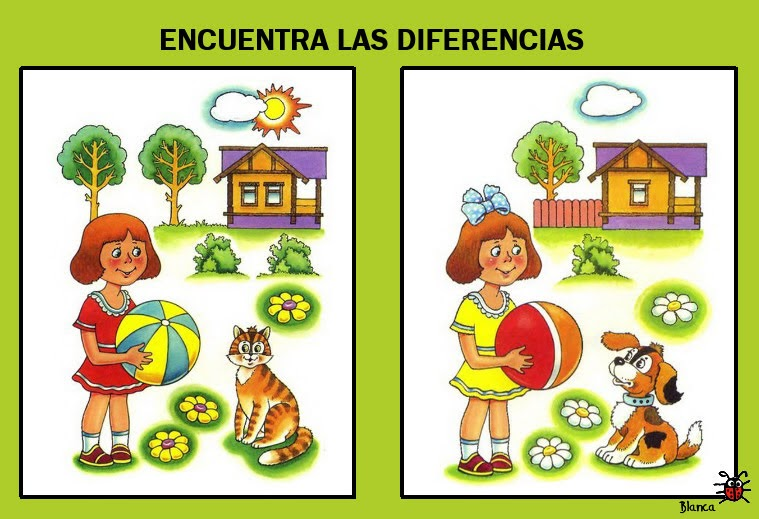 ENCUENTRA LAS DIFERENCIAS
Blanca